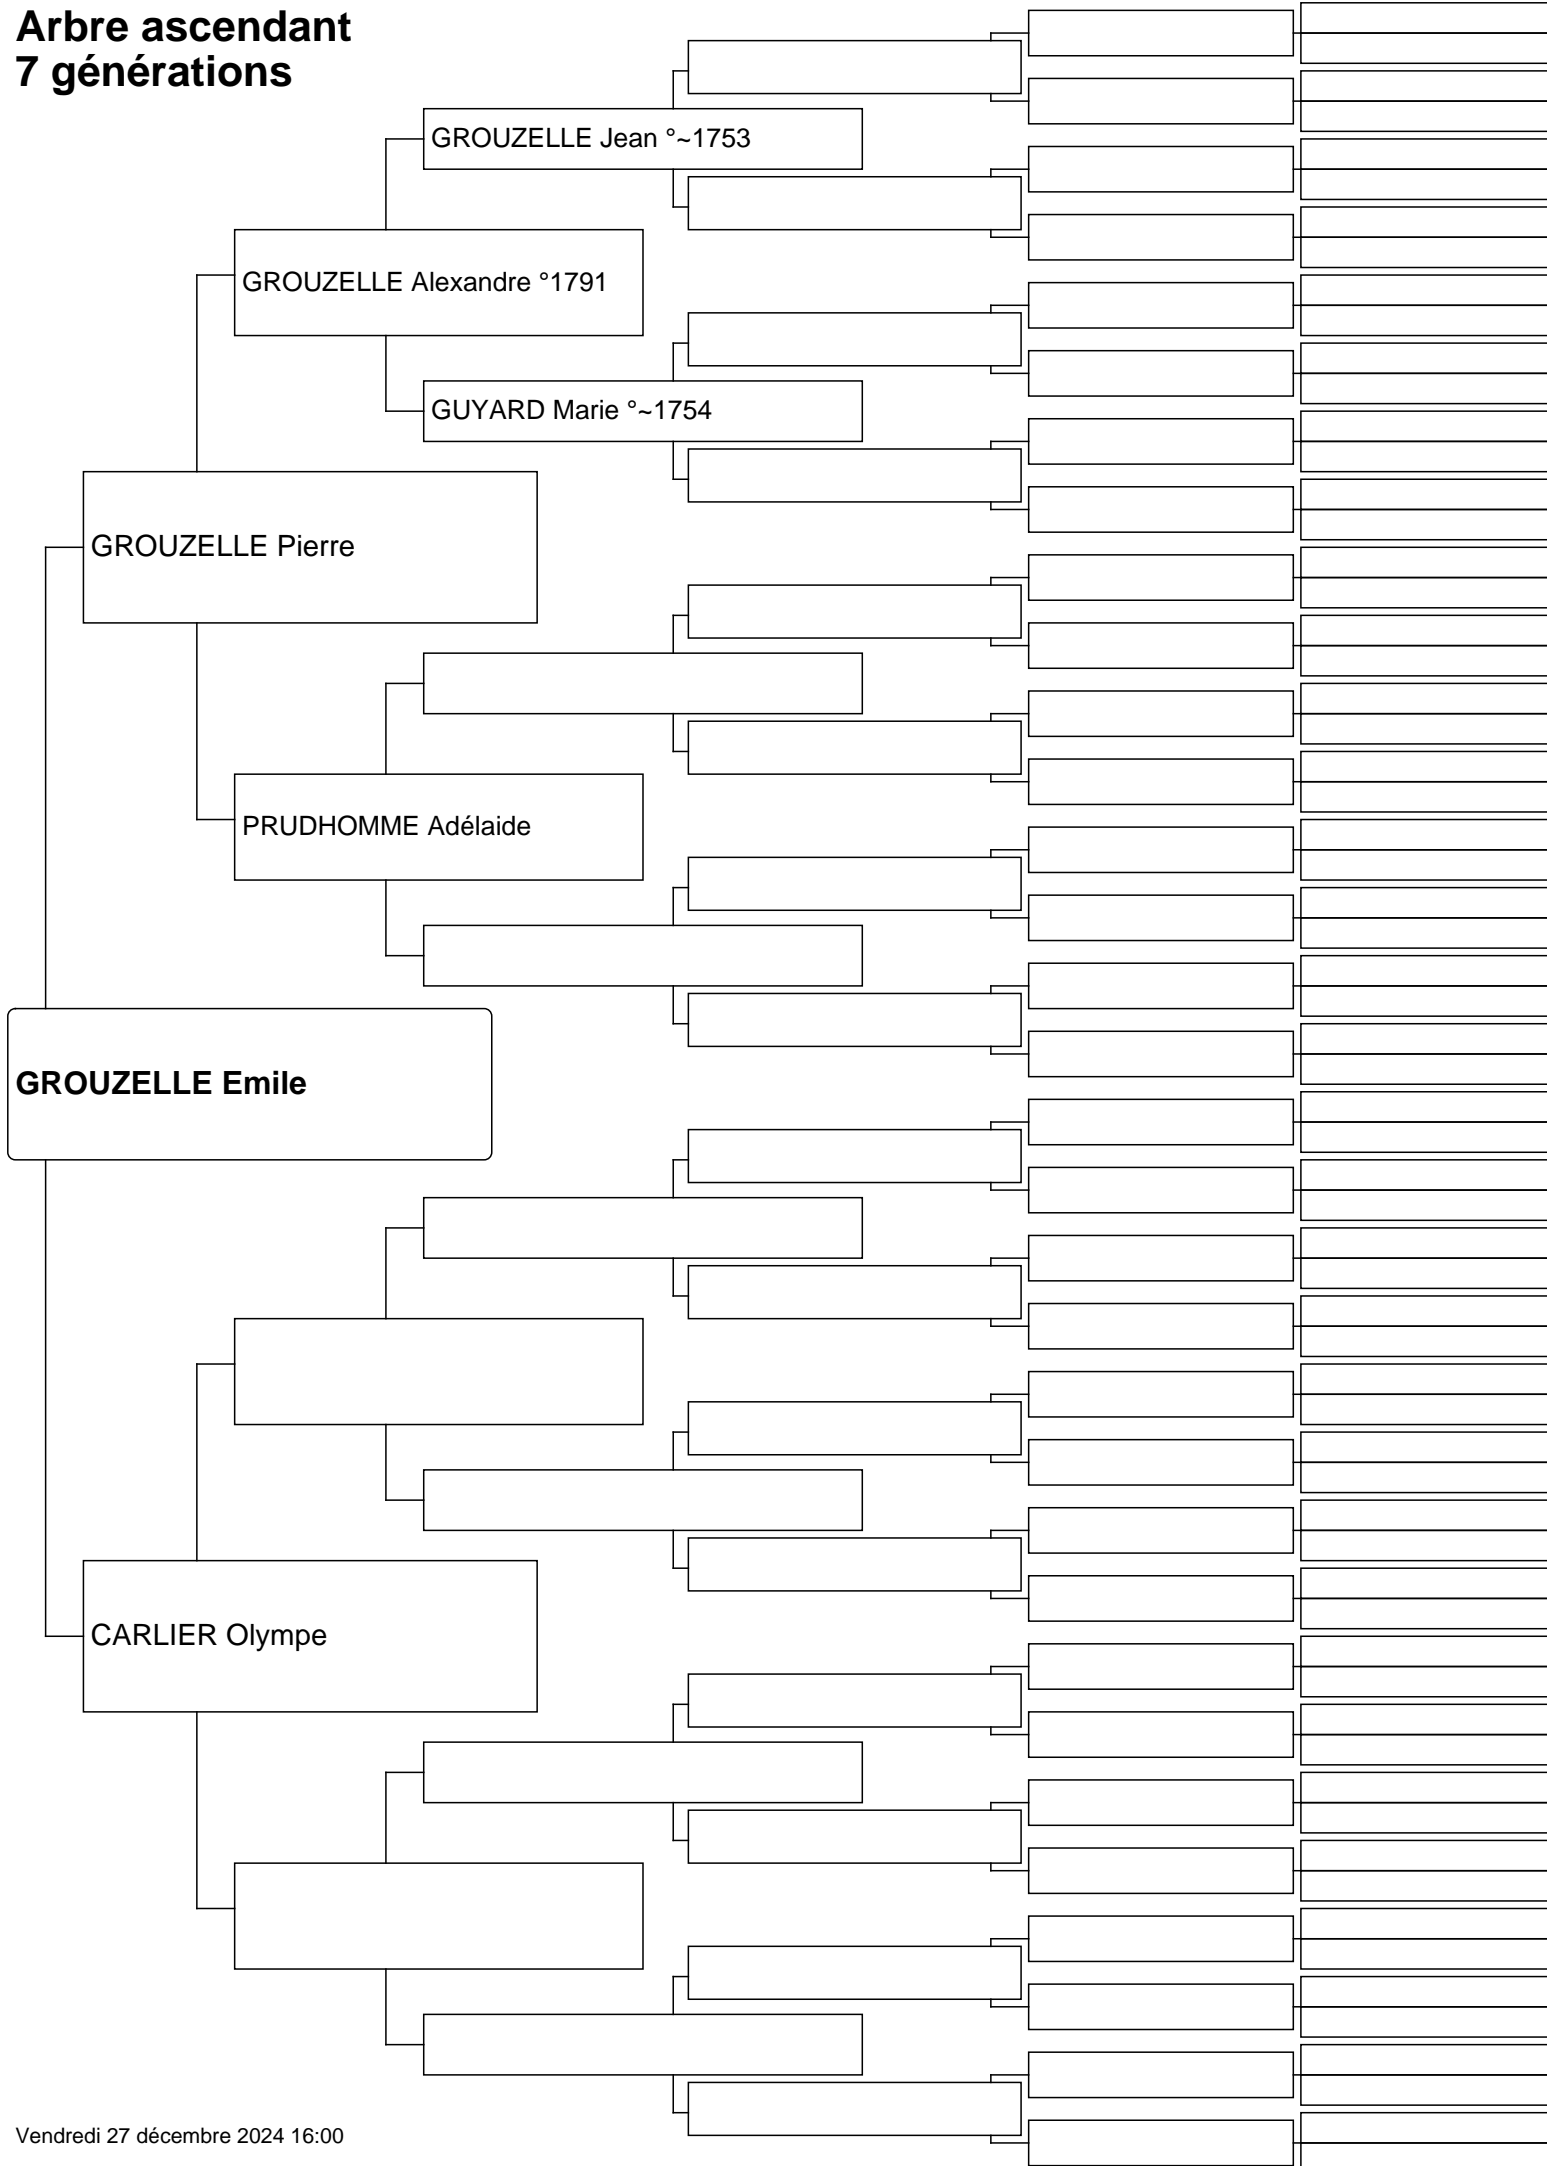 Arbre ascendant
7 générations
GROUZELLE Jean °~1753
GROUZELLE Alexandre °1791
GUYARD Marie °~1754
GROUZELLE Pierre
PRUDHOMME Adélaide
GROUZELLE Emile
CARLIER Olympe
Vendredi 27 décembre 2024 16:00